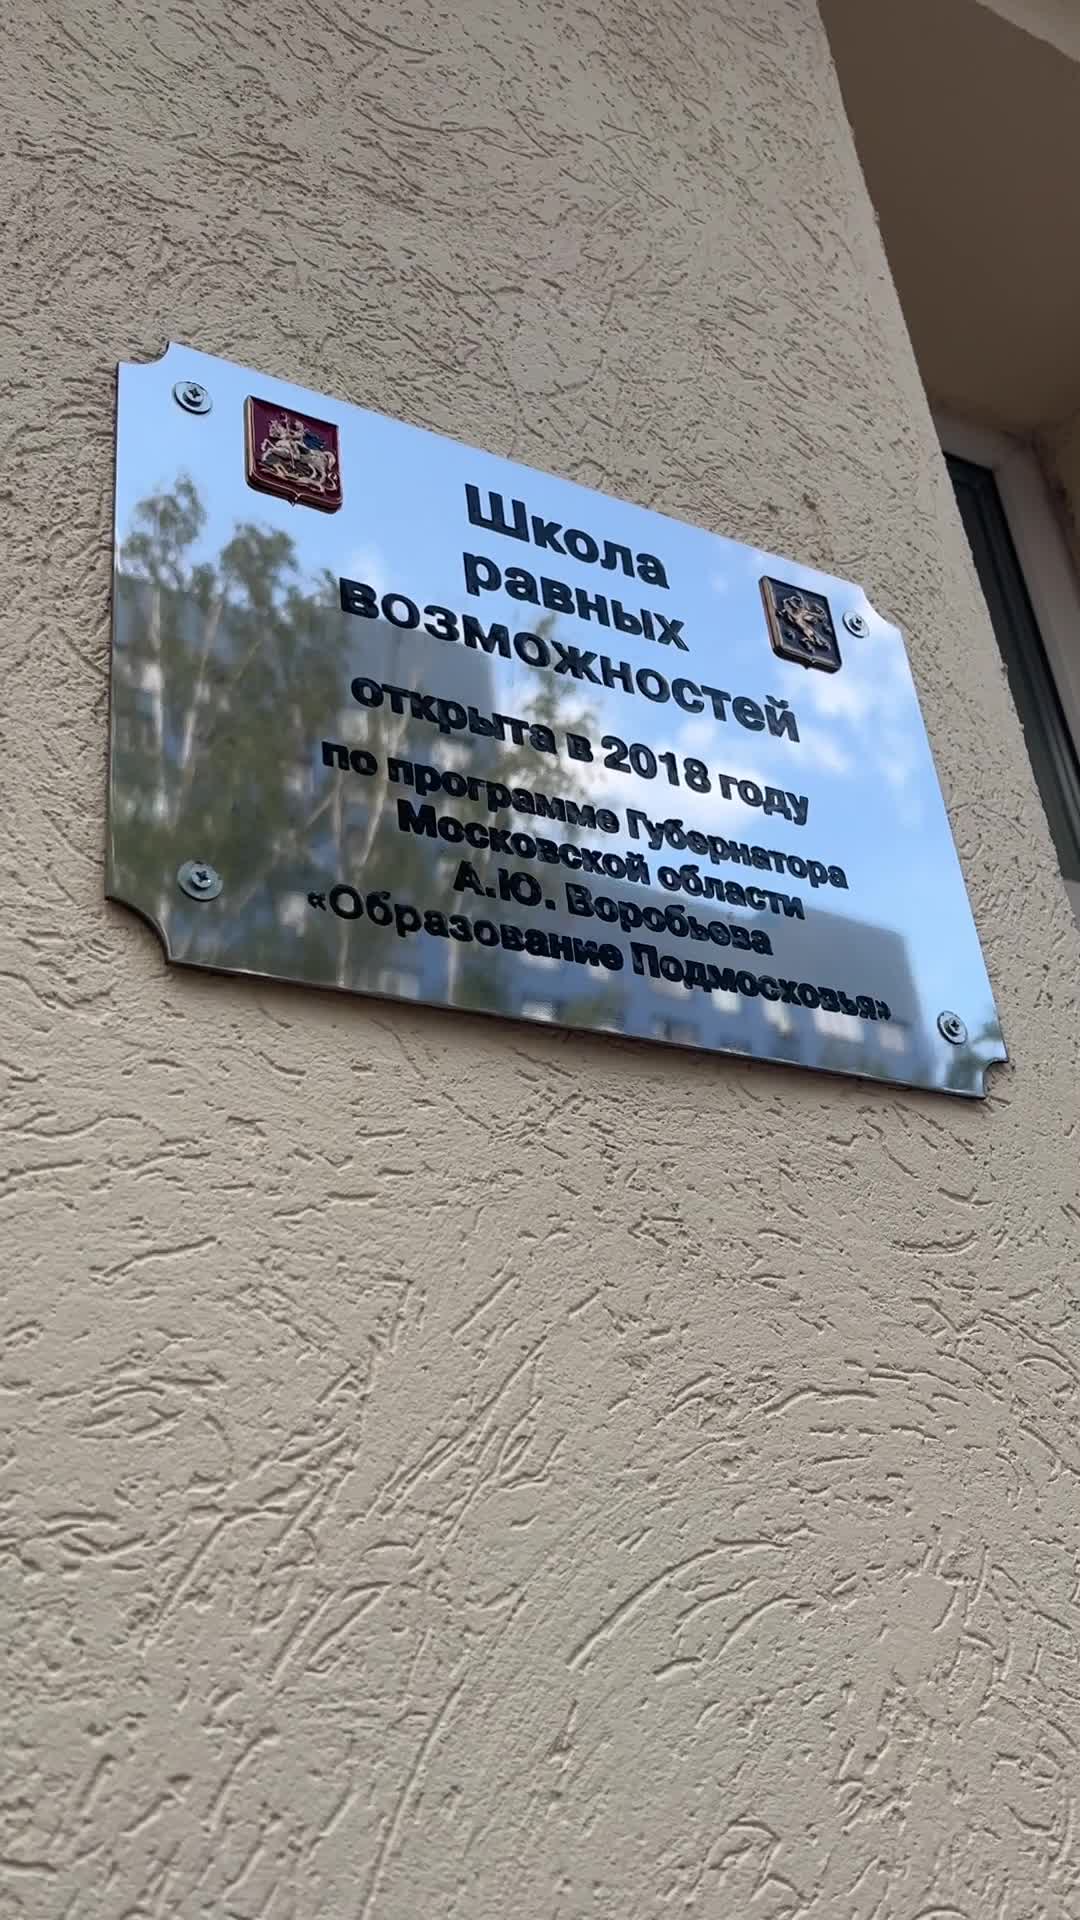 Школа
равных
возможностей
открыта в 2018 году
по программе Губернатора
Московской области
А.Ю. Воробьева
«Образование Подмосковья»